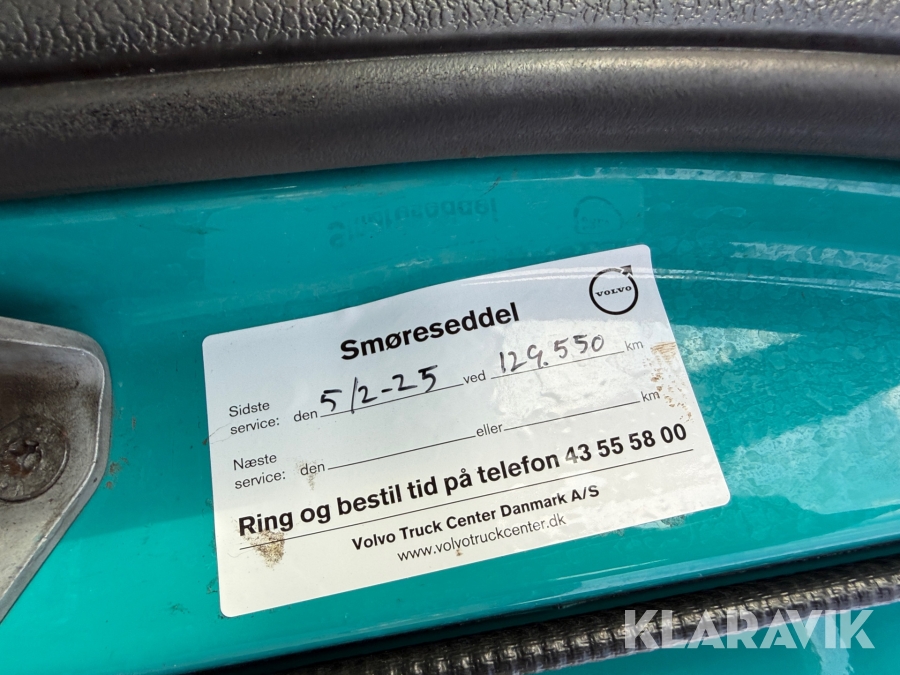 Smøreseddel
VOLVO
Smøreseddel
Sidste service: den 5/2-25 ved 129.550 km
Næste service: den eller km
Ring og bestil tid på telefon 43 55 58 00
Volvo Truck Center Danmark A/S
www.volvotruckcenter.dk
KLARAVIK